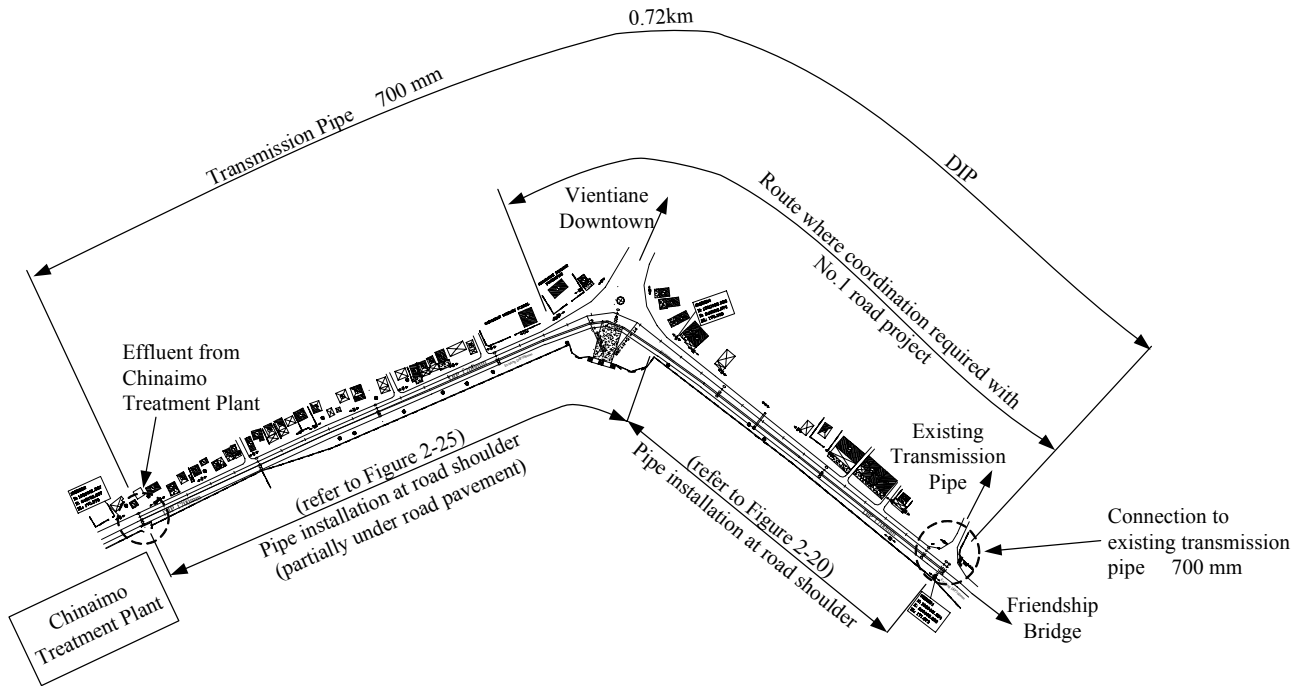 0.72km
Transmission Pipe 700 mm
DIP
Route where coordination required with
No.1 road project
Vientiane
Downtown
Effluent from
Chinaimo
Treatment Plant
(refer to Figure 2-25)
Pipe installation at road shoulder
(partially under road pavement)
(refer to Figure 2-20)
Pipe installation at road shoulder
Existing
Transmission
Pipe
Connection to
existing transmission
pipe 700 mm
Friendship
Bridge
Chinaimo
Treatment Plant